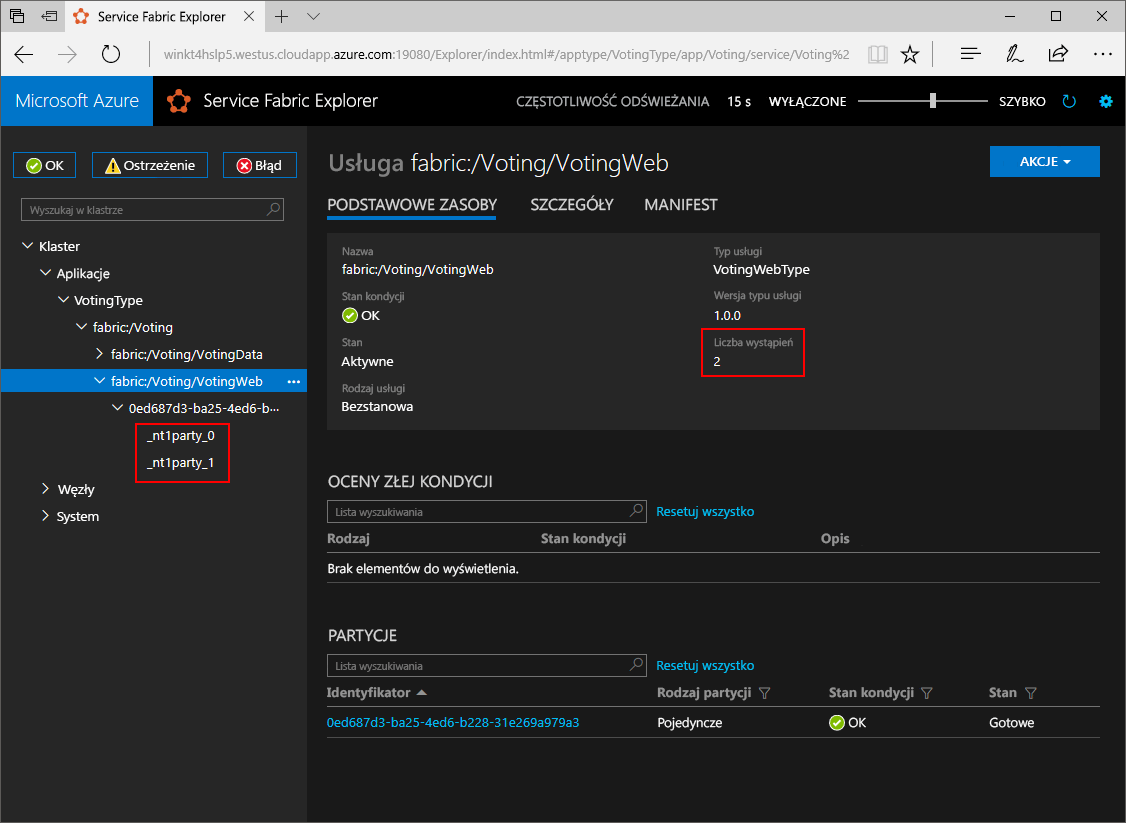 Service Fabric Explorer
winkt4hslp5.westus.cloudapp.azure.com:19080/Explorer/index.html#/apptype/VotingType/app/Voting/service/Voting%2
Microsoft Azure
Service Fabric Explorer
CZĘSTOTLIWOŚĆ ODŚWIEŻANIA 15 s WYŁĄCZONE SZYBKO
OK Ostrzeżenie Błąd
Wyszukaj w klastrze
Klaster
Aplikacje
VotingType
fabric:/Voting
fabric:/Voting/VotingData
fabric:/Voting/VotingWeb ...
0ed687d3-ba25-4ed6-b...
_nt1party_0
_nt1party_1
Węzły
System
Usługa fabric:/Voting/VotingWeb
AKCJE
PODSTAWOWE ZASOBY SZCZEGÓŁY MANIFEST
Nazwa
fabric:/Voting/VotingWeb
Stan kondycji
OK
Stan
Aktywne
Rodzaj usługi
Bezstanowa
Typ usługi
VotingWebType
Wersja typu usługi
1.0.0
Liczba wystąpień
2
OCENY ZŁEJ KONDYCJI
Lista wyszukiwania Resetuj wszystko
Rodzaj Stan kondycji Opis
Brak elementów do wyświetlenia.
PARTYCJE
Lista wyszukiwania Resetuj wszystko
Identyfikator Rodzaj partycji Stan kondycji Stan
0ed687d3-ba25-4ed6-b228-31e269a979a3 Pojedyncze OK Gotowe